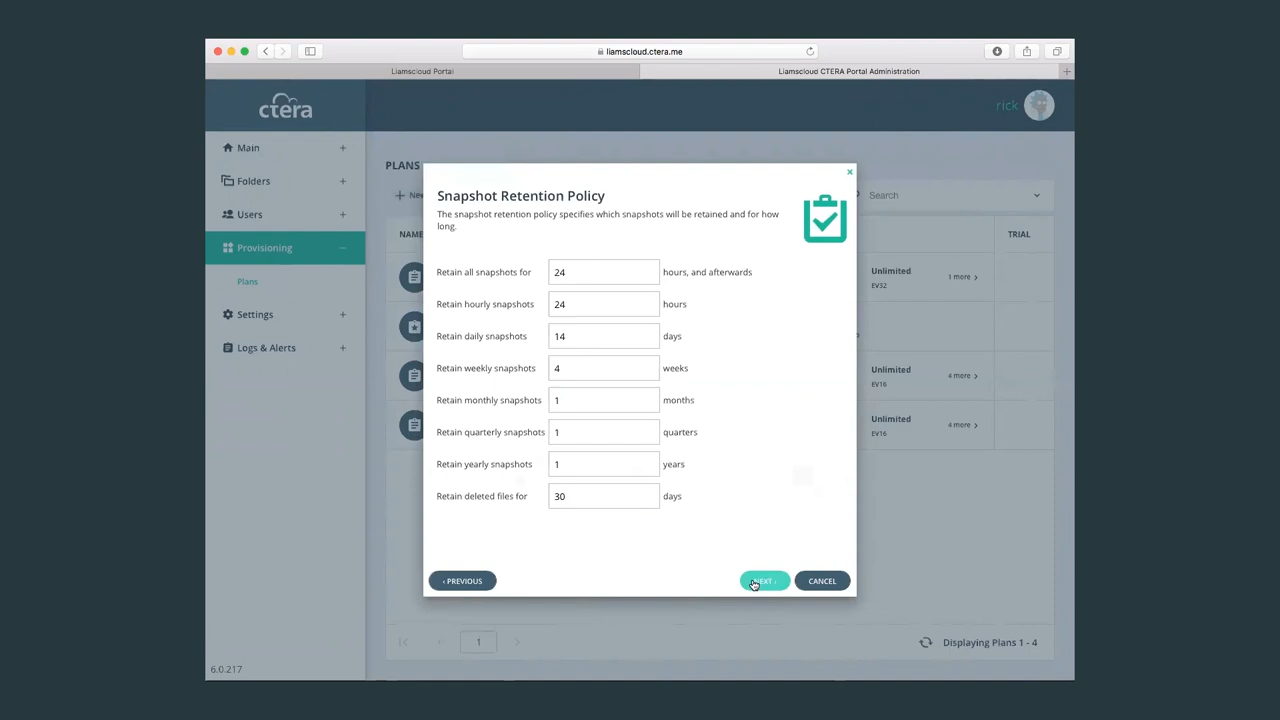 liamscloud.ctera.me
Liamscloud Portal
Liamscloud CTERA Portal Administration
ctera
rick
Main
Folders
Users
Provisioning
Plans
Settings
Logs & Alerts
6.0.217
PLANS
New
Search
NAME
TRIAL
Unlimited
EV32
1 more
Unlimited
EV16
4 more
Unlimited
EV16
4 more
Snapshot Retention Policy
The snapshot retention policy specifies which snapshots will be retained and for how
long.
Retain all snapshots for 24 hours, and afterwards
Retain hourly snapshots 24 hours
Retain daily snapshots 14 days
Retain weekly snapshots 4 weeks
Retain monthly snapshots 1 months
Retain quarterly snapshots 1 quarters
Retain yearly snapshots 1 years
Retain deleted files for 30 days
‹ PREVIOUS
NEXT ›
CANCEL
1
Displaying Plans 1 - 4